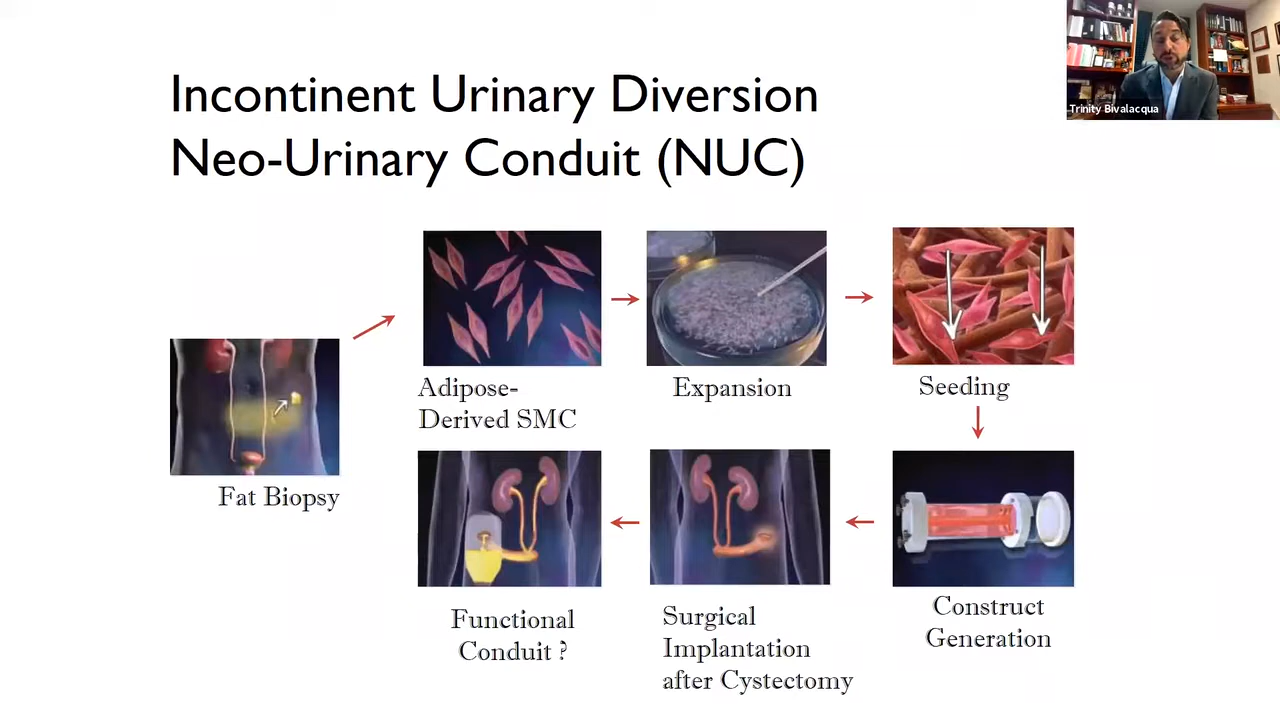 Incontinent Urinary Diversion
Neo-Urinary Conduit (NUC)
Trinity Bivalacqua
Adipose-
Derived SMC
Expansion
Seeding
Fat Biopsy
Functional
Conduit ?
Surgical
Implantation
after Cystectomy
Construct
Generation